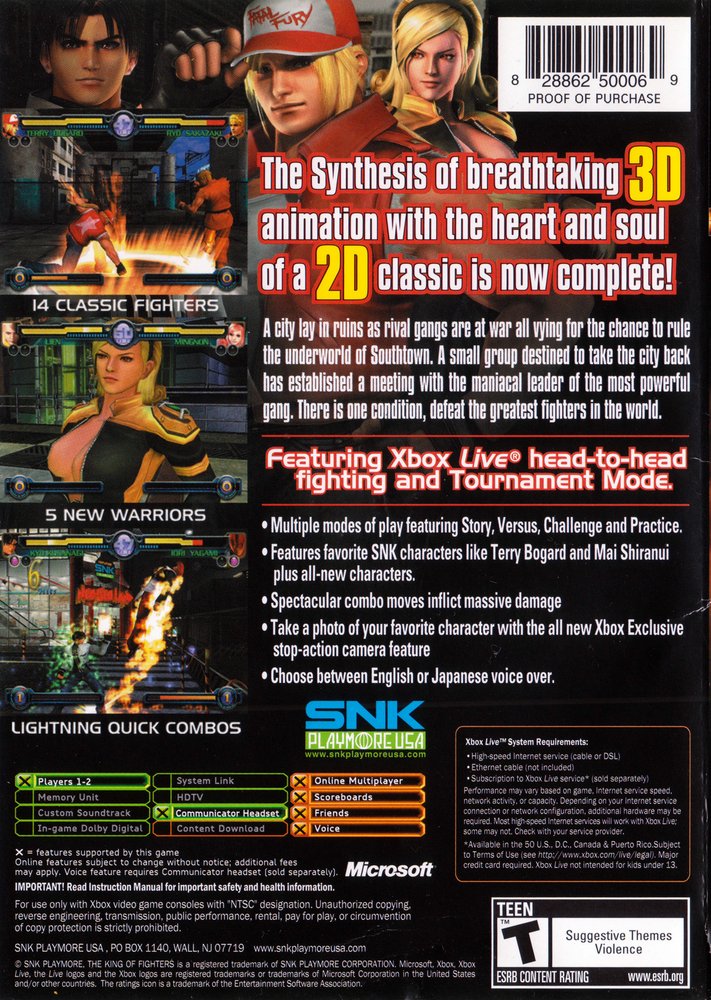 FATAL FURY
8 28862 50006 9
PROOF OF PURCHASE
TERRY BOGARD
RYO SAKAZAKI
14 CLASSIC FIGHTERS
LIEN
MIGNON
5 NEW WARRIORS
KYO KUSANAGI
IORI YAGAMI
6
SNK
LIGHTNING QUICK COMBOS
The Synthesis of breathtaking 3D
animation with the heart and soul
of a 2D classic is now complete!
A city lay in ruins as rival gangs are at war all vying for the chance to rule
the underworld of Southtown. A small group destined to take the city back
has established a meeting with the maniacal leader of the most powerful
gang. There is one condition, defeat the greatest fighters in the world.
Featuring Xbox Live® head-to-head
fighting and Tournament Mode.
• Multiple modes of play featuring Story, Versus, Challenge and Practice.
• Features favorite SNK characters like Terry Bogard and Mai Shiranui
plus all-new characters.
• Spectacular combo moves inflict massive damage
• Take a photo of your favorite character with the all new Xbox Exclusive
stop-action camera feature
• Choose between English or Japanese voice over.
SNK
PLAYMORE USA
www.snkplaymoreusa.com
Players 1-2
Memory Unit
Custom Soundtrack
In-game Dolby Digital
System Link
HDTV
Communicator Headset
Content Download
Online Multiplayer
Scoreboards
Friends
Voice
X = features supported by this game
Online features subject to change without notice; additional fees
may apply. Voice feature requires Communicator headset (sold separately).
Microsoft
IMPORTANT! Read Instruction Manual for important safety and health information.
For use only with Xbox video game consoles with "NTSC" designation. Unauthorized copying,
reverse engineering, transmission, public performance, rental, pay for play, or circumvention
of copy protection is strictly prohibited.
SNK PLAYMORE USA , PO BOX 1140, WALL, NJ 07719 www.snkplaymoreusa.com
© SNK PLAYMORE, THE KING OF FIGHTERS is a registered trademark of SNK PLAYMORE CORPORATION. Microsoft, Xbox, Xbox
Live, the Live logos and the Xbox logos are registered trademarks or trademarks of Microsoft Corporation in the United States
and/or other countries. The ratings icon is a trademark of the Entertainment Software Association.
Xbox Live™ System Requirements:
• High-speed Internet service (cable or DSL)
• Ethernet cable (not included)
• Subscription to Xbox Live service* (sold separately)
Performance may vary based on game, Internet service speed,
network activity, or capacity. Depending on your Internet service
connection or network configuration, additional hardware may be
required. Most high-speed Internet services will work with Xbox Live;
some may not. Check with your service provider.
*Available in the 50 U.S., D.C., Canada & Puerto Rico.Subject
to Terms of Use (see http://www.xbox.com/live/legal). Major
credit card required. Xbox Live not intended for kids under 13.
TEEN
T
Suggestive Themes
Violence
ESRB CONTENT RATING www.esrb.org